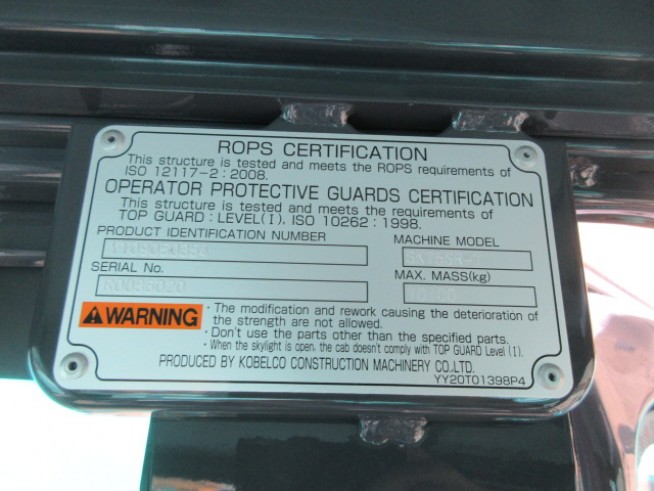 ROPS CERTIFICATION
This structure is tested and meets the ROPS requirements of
ISO 12117-2 : 2008.
OPERATOR PROTECTIVE GUARDS CERTIFICATION
This structure is tested and meets the requirements of
TOP GUARD : LEVEL(Ⅰ), ISO 10262 : 1998.
PRODUCT IDENTIFICATION NUMBER
MACHINE MODEL
SERIAL No.
MAX. MASS(kg)
WARNING
・The modification and rework causing the deterioration of
the strength are not allowed.
・Don't use the parts other than the specified parts.
・When the skylight is open, the cab doesn't comply with TOP GUARD Level (Ⅰ).
PRODUCED BY KOBELCO CONSTRUCTION MACHINERY CO.,LTD.
YY20T01398P4